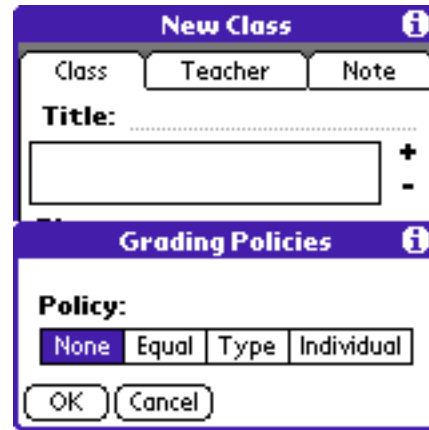 New Class i
Class Teacher Note
Title:
+
-
Grading Policies i
Policy:
None Equal Type Individual
OK Cancel